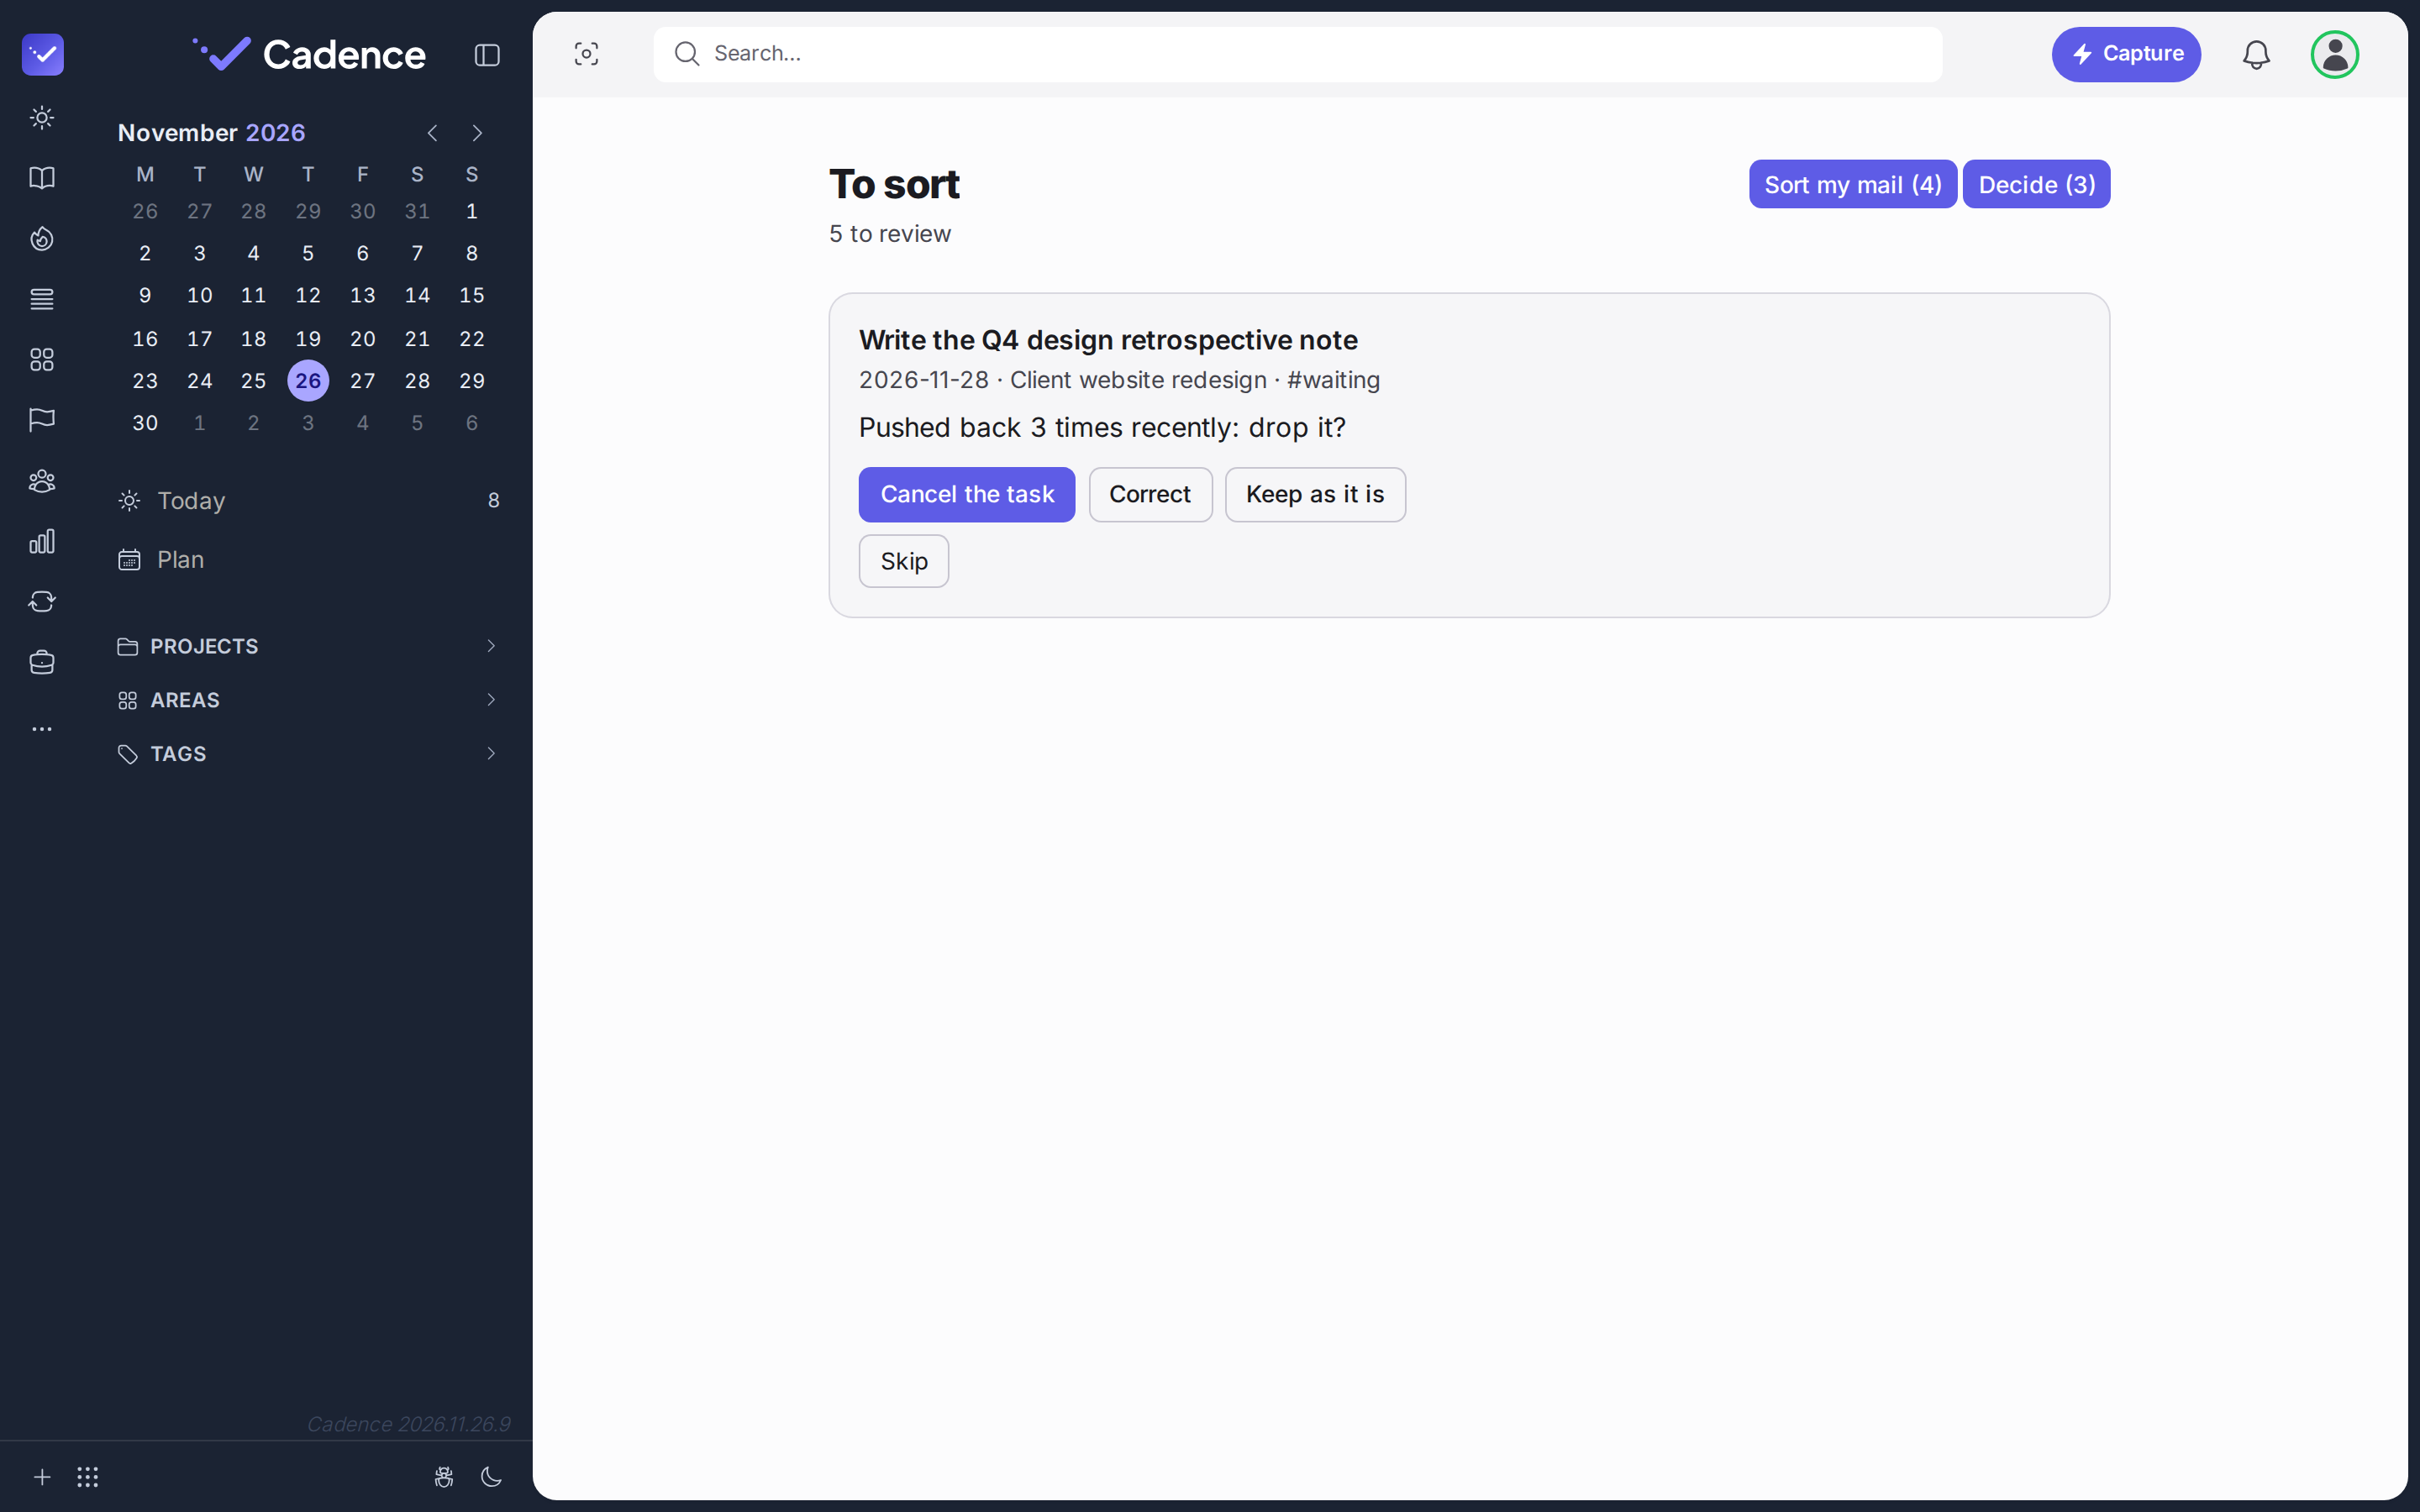 Cadence
November 2026
M T W T F S S
26 27 28 29 30 31 1
2 3 4 5 6 7 8
9 10 11 12 13 14 15
16 17 18 19 20 21 22
23 24 25 26 27 28 29
30 1 2 3 4 5 6
Today 8
Plan
PROJECTS
AREAS
TAGS
Cadence 2026.11.26.9
Search...
Capture
To sort
5 to review
Sort my mail (4)
Decide (3)
Write the Q4 design retrospective note
2026-11-28 · Client website redesign · #waiting
Pushed back 3 times recently: drop it?
Cancel the task
Correct
Keep as it is
Skip